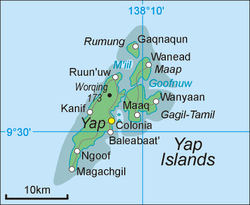 138°10'
Rumung
Gaqnaqun
M'iil
Wanead
Ruun'uw
Maap
Worqing
173
Goofnuw
Kanif
Wanyaan
Maaq
Gagil-Tamil
Yap
Colonia
9°30'
Baleabaat'
Yap
Islands
Ngoof
Magachgil
10km